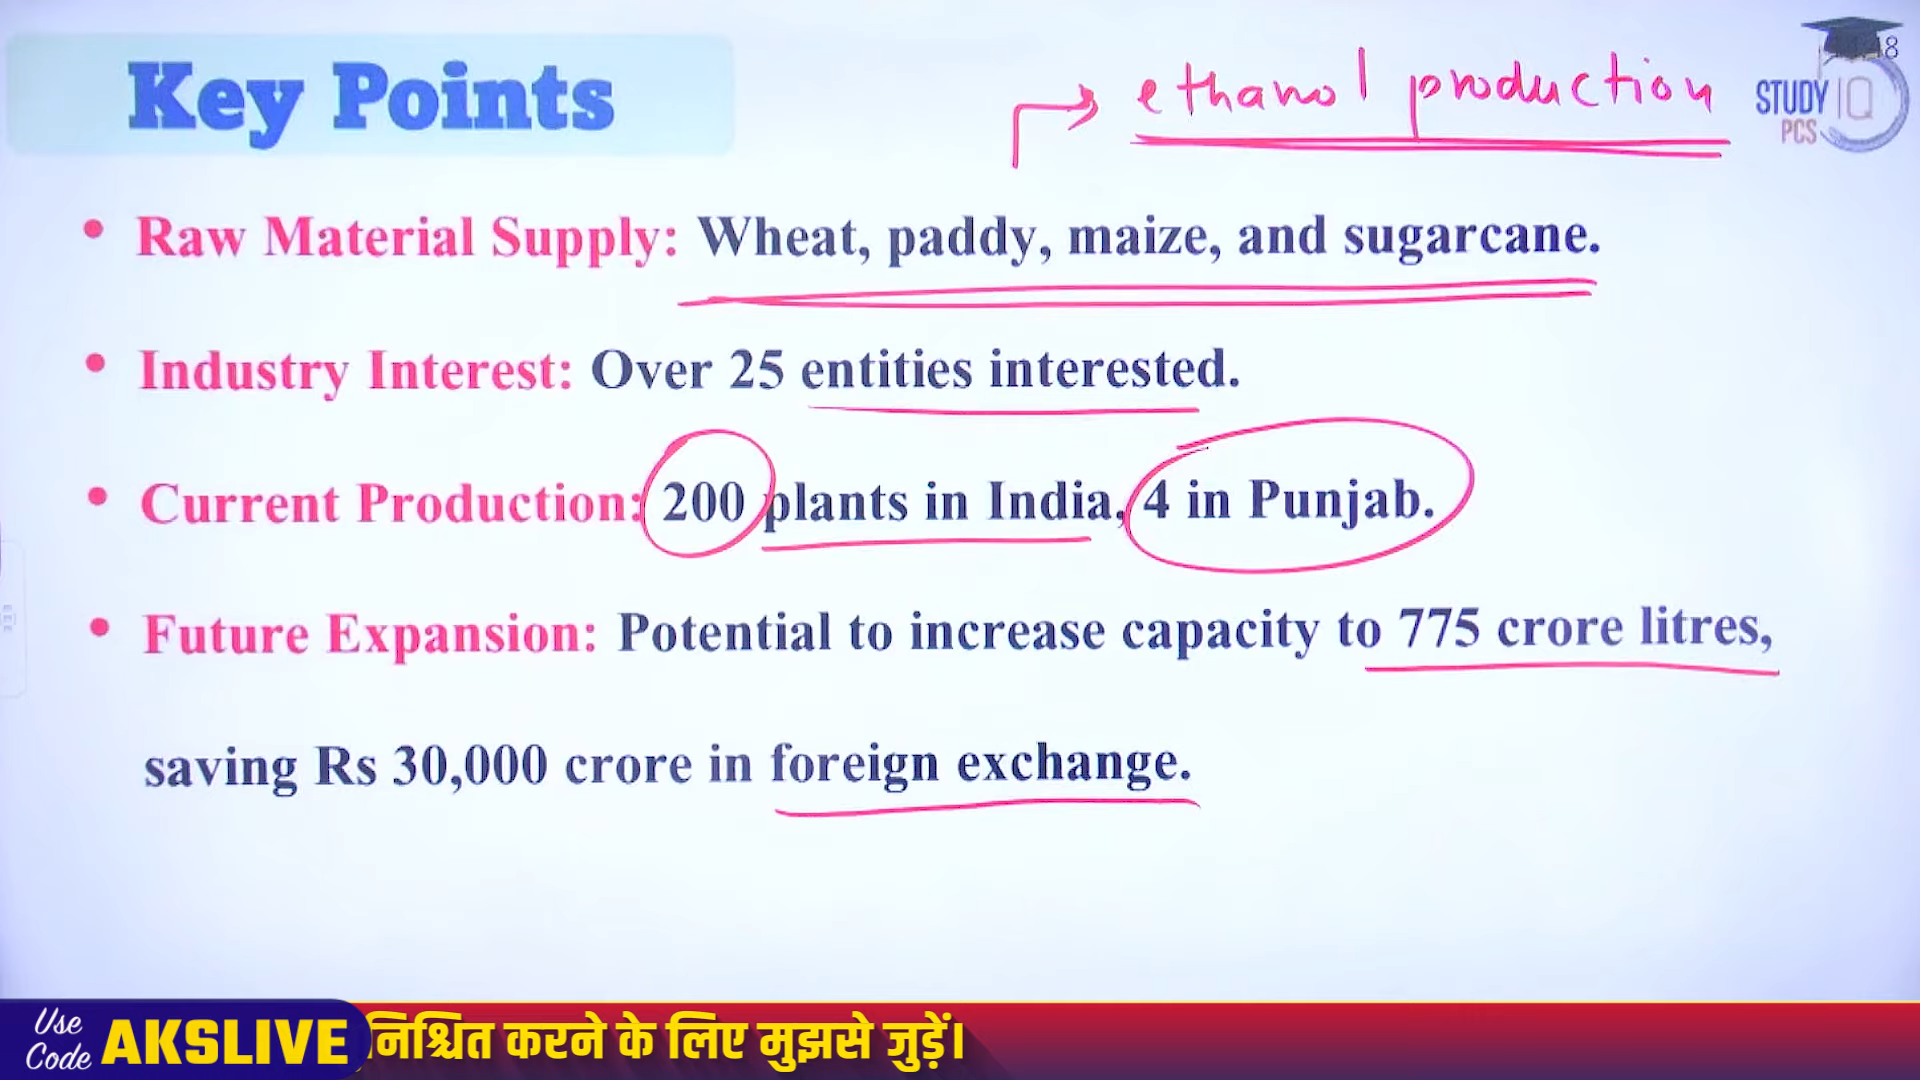 Key Points
ethanol production
STUDY IQ
PCS
• Raw Material Supply: Wheat, paddy, maize, and sugarcane.
• Industry Interest: Over 25 entities interested.
• Current Production: 200 plants in India, 4 in Punjab.
• Future Expansion: Potential to increase capacity to 775 crore litres,
saving Rs 30,000 crore in foreign exchange.
Use Code AKSLIVE
निश्चित करने के लिए मुझसे जुड़ें।